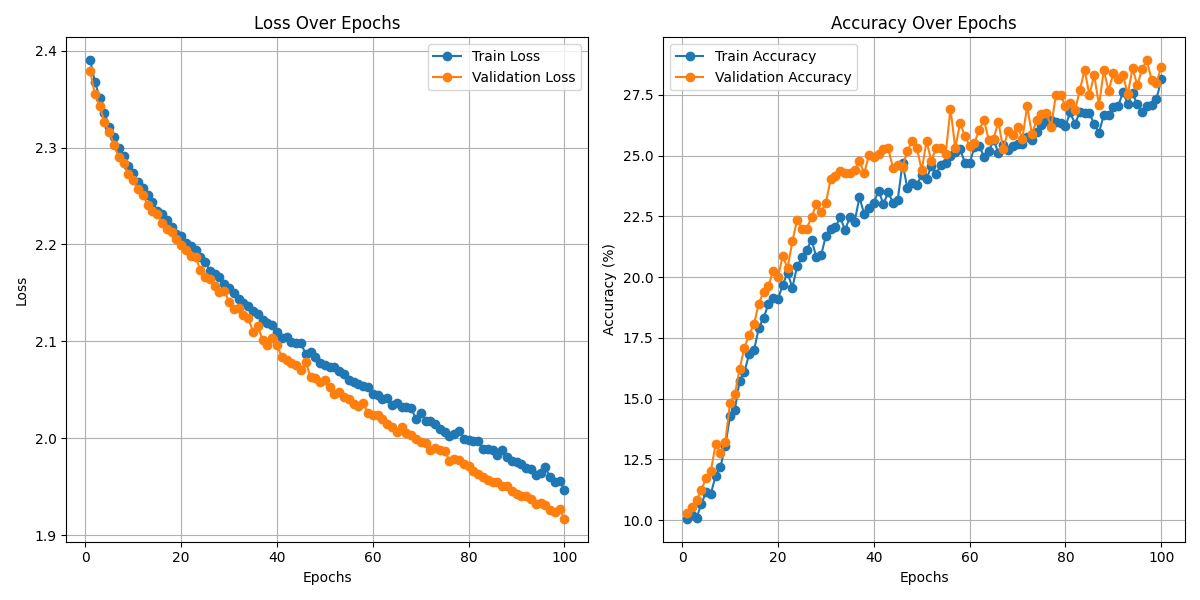 Loss Over Epochs
Train Loss
Validation Loss
2.4
2.3
2.2
2.1
2.0
1.9
Loss
0 20 40 60 80 100
Epochs
Accuracy Over Epochs
Train Accuracy
Validation Accuracy
27.5
25.0
22.5
20.0
17.5
15.0
12.5
10.0
Accuracy (%)
0 20 40 60 80 100
Epochs